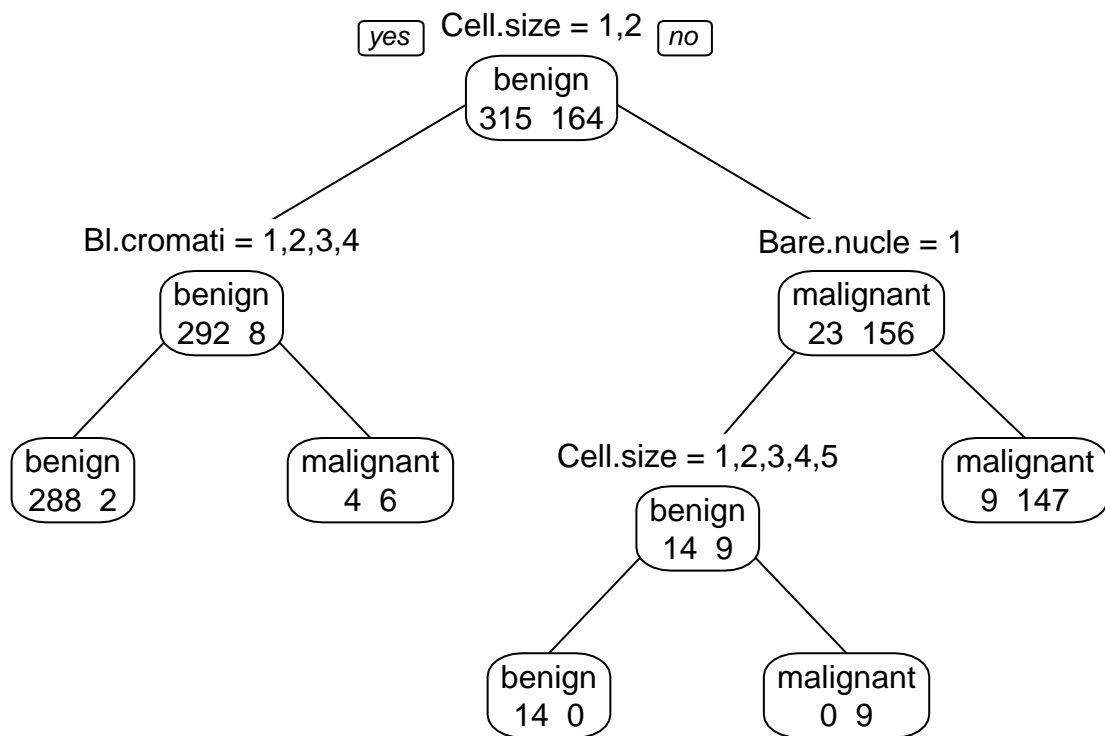 yes Cell.size = 1,2 no
benign
315 164
Bl.cromati = 1,2,3,4
benign
292 8
Bare.nucle = 1
malignant
23 156
benign
288 2
malignant
4 6
Cell.size = 1,2,3,4,5
benign
14 9
malignant
9 147
benign
14 0
malignant
0 9